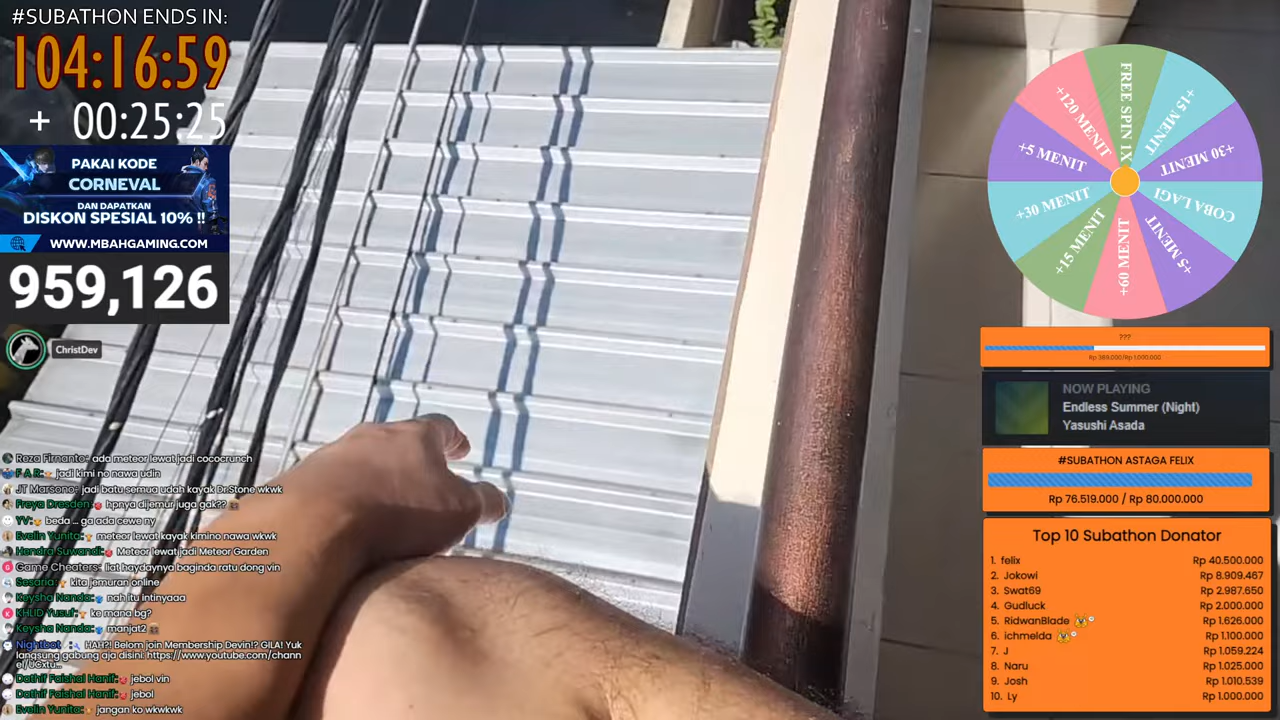 #SUBATHON ENDS IN:
104:16:59
+ 00:25:25
PAKAI KODE
CORNEVAL
DAN DAPATKAN
DISKON SPESIAL 10% !!
WWW.MBAHGAMING.COM
959,126
ChristDev
Reza Firnanto: ada meteor lewat jadi cococrunch
F A R: jadi kimi no nawa udin
JT Marsono: jadi batu semua udah kayak Dr Stone wkwk
Freya Dresden: hpnya dijemur juga gak??
YV: beda ... ga ada cewe ny
Evelin Yunita: meteor lewat kayak kimino nawa wkwk
Hendra Suwandi: Meteor lewat jadi Meteor Garden
Game Cheaters: liat haydaynya baginda ratu dong vin
Sesaria: kita jemuran online
Keysha Nanda: nah itu intinyaaa
KHLID Yusuf: ke mana bg?
Keysha Nanda: manjat2
Nightbot: HAH?! Belom join Membership Devin!? GILA! Yuk
langsung gabung aja disini: https://www.youtube.com/chann
el/UCxtu...
Dathif Faishal Hanif: jebol vin
Dathif Faishal Hanif: jebol
Evelin Yunita: jangan ko wkwkwk
FREE SPIN 1X
+15 MENIT
+30 MENIT
COBA LAGI
+5 MENIT
+60 MENIT
+15 MENIT
+30 MENIT
+5 MENIT
+120 MENIT
???
Rp 389.000/Rp 1.000.000
NOW PLAYING
Endless Summer (Night)
Yasushi Asada
#SUBATHON ASTAGA FELIX
Rp 76.519.000 / Rp 80.000.000
Top 10 Subathon Donator
1. felix Rp 40.500.000
2. Jokowi Rp 8.909.467
3. Swat69 Rp 2.987.650
4. Gudluck Rp 2.000.000
5. RidwanBlade Rp 1.626.000
6. ichmelda Rp 1.100.000
7. J Rp 1.059.224
8. Naru Rp 1.025.000
9. Josh Rp 1.010.539
10. Ly Rp 1.000.000